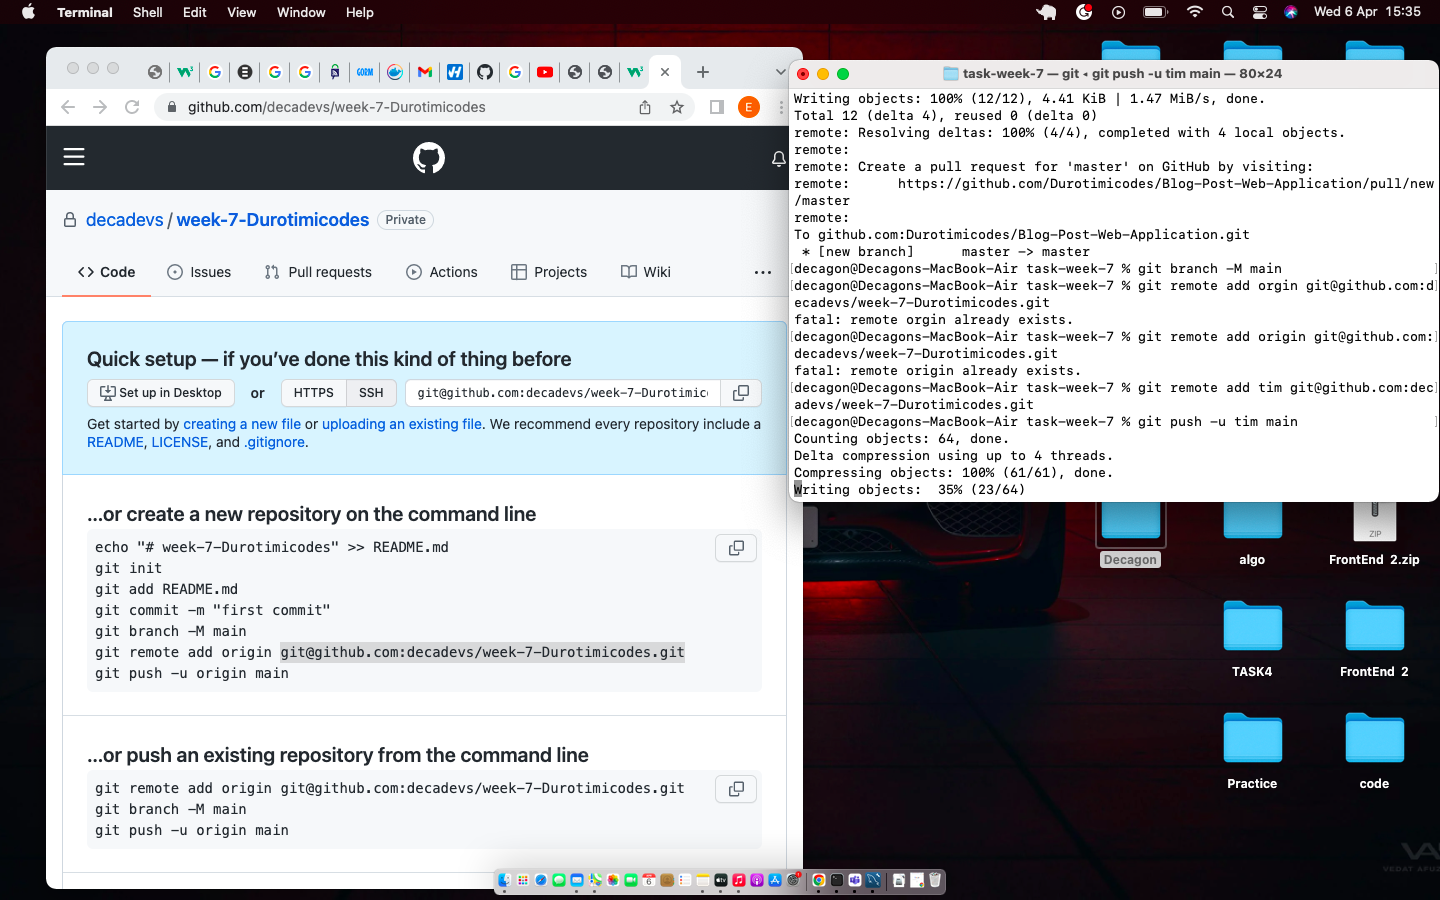 Terminal Shell Edit View Window Help
Wed 6 Apr 15:35
github.com/decadevs/week-7-Durotimicodes
E
decadevs / week-7-Durotimicodes Private
Code Issues Pull requests Actions Projects Wiki
Quick setup — if you’ve done this kind of thing before
Set up in Desktop or HTTPS SSH git@github.com:decadevs/week-7-Durotimic
Get started by creating a new file or uploading an existing file. We recommend every repository include a
README, LICENSE, and .gitignore.
...or create a new repository on the command line
echo "# week-7-Durotimicodes" >> README.md
git init
git add README.md
git commit -m "first commit"
git branch -M main
git remote add origin git@github.com:decadevs/week-7-Durotimicodes.git
git push -u origin main
...or push an existing repository from the command line
git remote add origin git@github.com:decadevs/week-7-Durotimicodes.git
git branch -M main
git push -u origin main
task-week-7 — git ◂ git push -u tim main — 80×24
Writing objects: 100% (12/12), 4.41 KiB | 1.47 MiB/s, done.
Total 12 (delta 4), reused 0 (delta 0)
remote: Resolving deltas: 100% (4/4), completed with 4 local objects.
remote:
remote: Create a pull request for 'master' on GitHub by visiting:
remote:      https://github.com/Durotimicodes/Blog-Post-Web-Application/pull/new
/master
remote:
To github.com:Durotimicodes/Blog-Post-Web-Application.git
 * [new branch]      master -> master
[decagon@Decagons-MacBook-Air task-week-7 % git branch -M main ]
[decagon@Decagons-MacBook-Air task-week-7 % git remote add orgin git@github.com:d]
ecadevs/week-7-Durotimicodes.git
fatal: remote orgin already exists.
[decagon@Decagons-MacBook-Air task-week-7 % git remote add origin git@github.com:]
decadevs/week-7-Durotimicodes.git
fatal: remote origin already exists.
[decagon@Decagons-MacBook-Air task-week-7 % git remote add tim git@github.com:dec]
adevs/week-7-Durotimicodes.git
[decagon@Decagons-MacBook-Air task-week-7 % git push -u tim main ]
Counting objects: 64, done.
Delta compression using up to 4 threads.
Compressing objects: 100% (61/61), done.
Writing objects:  35% (23/64)
ZIP
Decagon algo FrontEnd 2.zip
TASK4 FrontEnd 2
Practice code